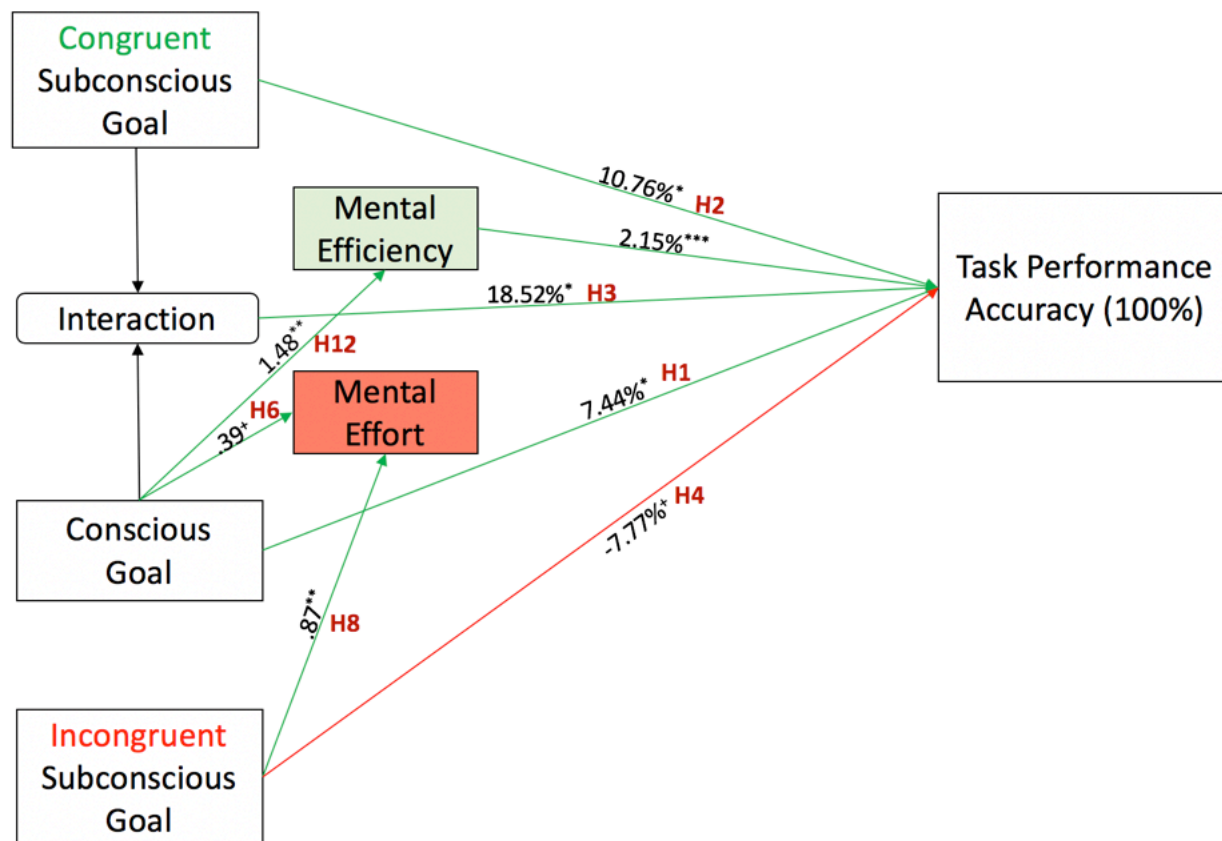 Congruent
Subconscious
Goal
10.76%* H2
Mental
Efficiency
2.15%***
Task Performance
Accuracy (100%)
Interaction
18.52%* H3
1.48**
H12
Mental
Effort
H6
.39+
7.44%*
H1
Conscious
Goal
-7.77%+
H4
.87**
H8
Incongruent
Subconscious
Goal